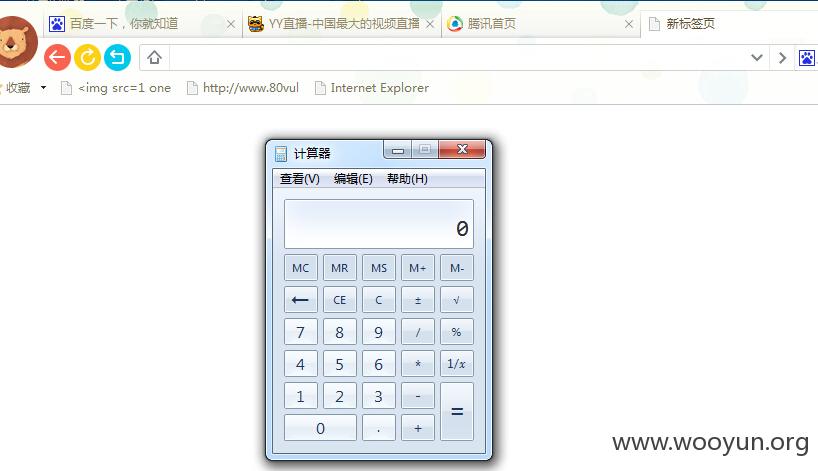 百度一下，你就知道 YY直播-中国最大的视频直播 腾讯首页 新标签页
收藏 <img src=1 one http://www.80vul Internet Explorer
计算器
查看(V) 编辑(E) 帮助(H)
0
MC MR MS M+ M-
← CE C ± √
7 8 9 / %
4 5 6 * 1/x
1 2 3 - =
0 . +
www.wooyun.org